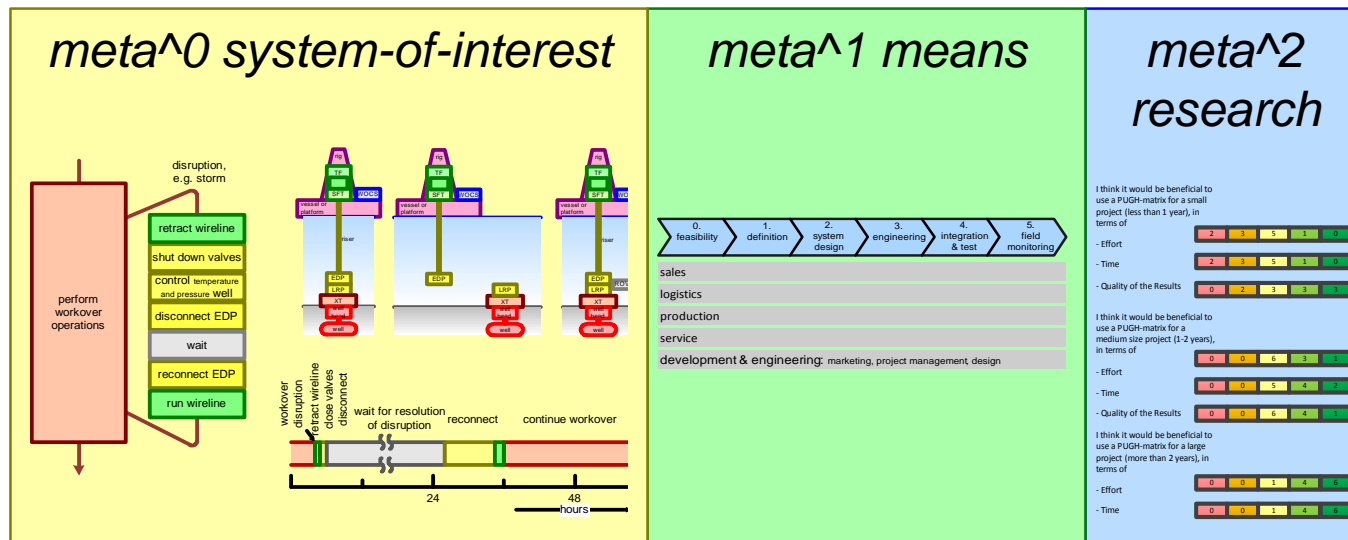 meta^0 system-of-interest
disruption,
e.g. storm
perform
workover
operations
retract wireline
shut down valves
control temperature
and pressure well
disconnect EDP
wait
reconnect EDP
run wireline
rig
TF
SFT
WOCS
vessel or
platform
riser
EDP
LRP
XT
well
rig
TF
SFT
WOCS
vessel or
platform
EDP
LRP
XT
well
rig
TF
SFT
vessel or
platform
riser
EDP
LRP
XT
well
workover
disruption
retract wireline
close valves
disconnect
wait for resolution
of disruption
reconnect
continue workover
24
48
hours
meta^1 means
0.
feasibility
1.
definition
2.
system
design
3.
engineering
4.
integration
& test
5.
field
monitoring
sales
logistics
production
service
development & engineering: marketing, project management, design
meta^2
research
I think it would be beneficial to
use a PUGH-matrix for a small
project (less than 1 year), in
terms of
- Effort 2 3 5 1 0
- Time 2 3 5 1 0
- Quality of the Results 0 2 3 3 3
I think it would be beneficial to
use a PUGH-matrix for a
medium size project (1-2 years),
in terms of
- Effort 0 0 6 3 1
- Time 0 0 5 4 2
- Quality of the Results 0 0 6 4 1
I think it would be beneficial to
use a PUGH-matrix for a large
project (more than 2 years), in
terms of
- Effort 0 0 1 4 6
- Time 0 0 1 4 6